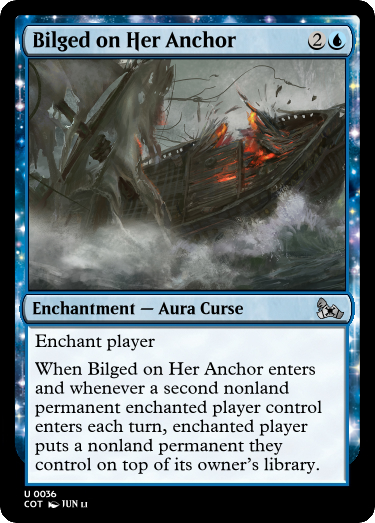 Bilged on Her Anchor 2
Enchantment — Aura Curse
Enchant player
When Bilged on Her Anchor enters
and whenever a second nonland
permanent enchanted player control
enters each turn, enchanted player
puts a nonland permanent they
control on top of its owner's library.
U 0036
COT JUN LI